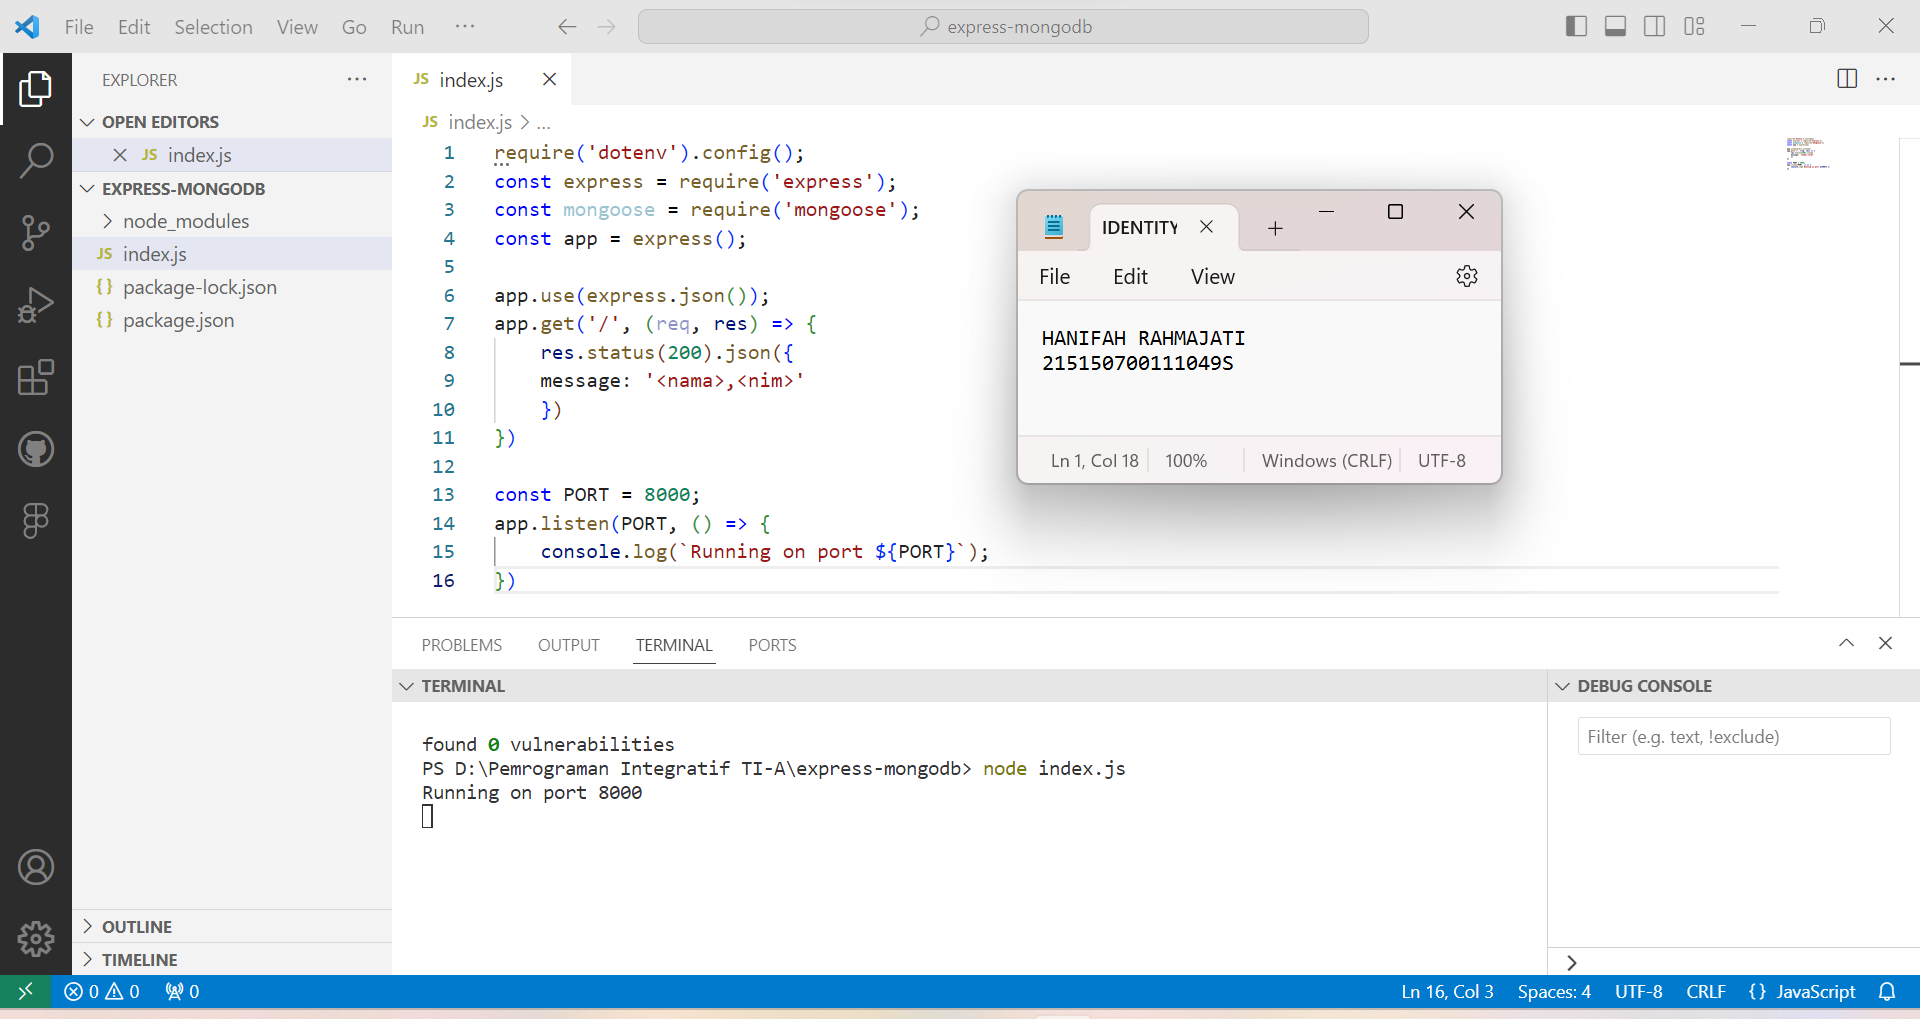 File Edit Selection View Go Run ···
express-mongodb
EXPLORER ···
OPEN EDITORS
JS index.js
EXPRESS-MONGODB
node_modules
JS index.js
{} package-lock.json
{} package.json
OUTLINE
TIMELINE
JS index.js
JS index.js > ...
1 require('dotenv').config();
2 const express = require('express');
3 const mongoose = require('mongoose');
4 const app = express();
5
6 app.use(express.json());
7 app.get('/', (req, res) => {
8     res.status(200).json({
9     message: '<nama>,<nim>'
10     })
11 })
12
13 const PORT = 8000;
14 app.listen(PORT, () => {
15     console.log(`Running on port ${PORT}`);
16 })
IDENTITY
File Edit View
HANIFAH RAHMAJATI
215150700111049S
Ln 1, Col 18 100% Windows (CRLF) UTF-8
PROBLEMS OUTPUT TERMINAL PORTS
TERMINAL
found 0 vulnerabilities
PS D:\Pemrograman Integratif TI-A\express-mongodb> node index.js
Running on port 8000
DEBUG CONSOLE
Filter (e.g. text, !exclude)
0 0 0
Ln 16, Col 3 Spaces: 4 UTF-8 CRLF {} JavaScript